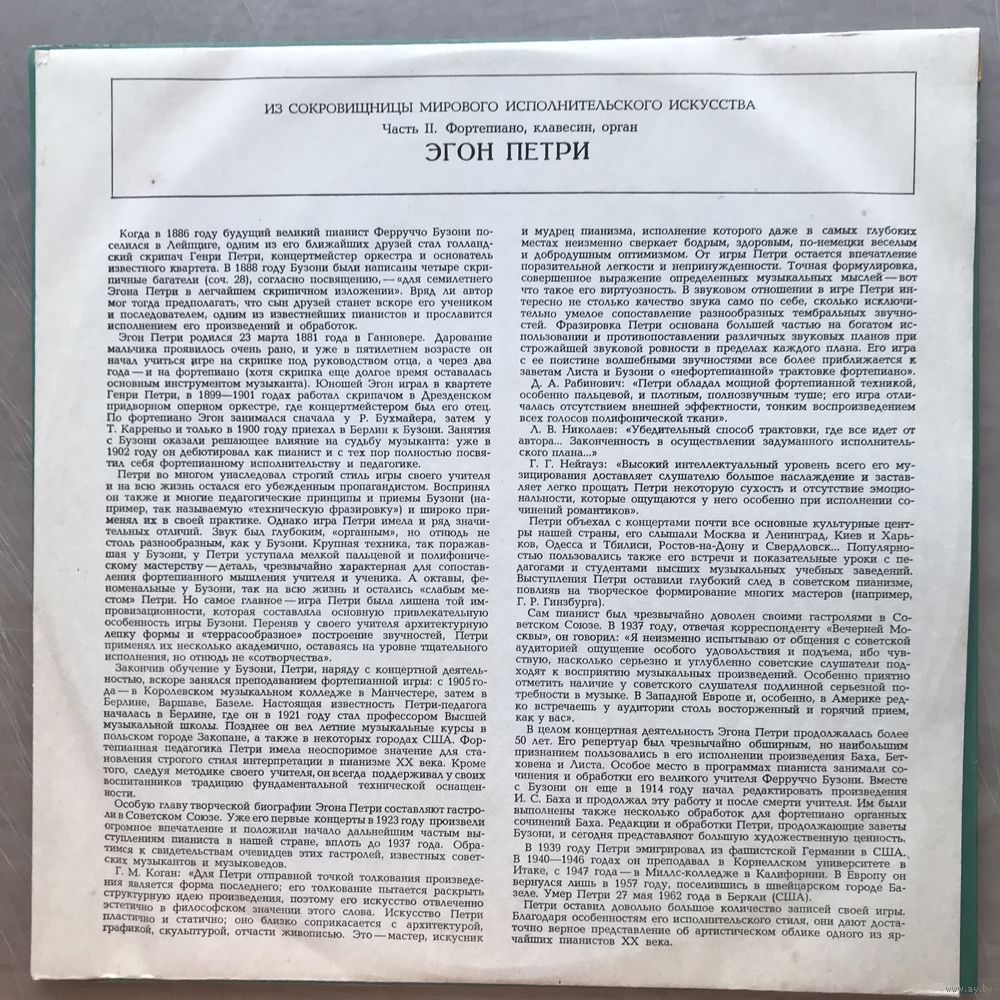 ИЗ СОКРОВИЩНИЦЫ МИРОВОГО ИСПОЛНИТЕЛЬСКОГО ИСКУССТВА
Часть II. Фортепиано, клавесин, орган
ЭГОН ПЕТРИ
Когда в 1886 году будущий великий пианист Ферруччо Бузони по-
селился в Лейпциге, одним из его ближайших друзей стал голланд-
ский скрипач Генри Петри, концертмейстер оркестра и основатель
известного квартета. В 1888 году Бузони были написаны четыре скри-
пичные багатели (соч. 28), согласно посвящению,— «для семилетнего
Эгона Петри в легчайшем скрипичном изложении». Вряд ли автор
мог тогда предполагать, что сын друзей станет вскоре его учеником
и последователем, одним из известнейших пианистов и прославится
исполнением его произведений и обработок.
Эгон Петри родился 23 марта 1881 года в Ганновере. Дарование
мальчика проявилось очень рано, и уже в пятилетнем возрасте он
начал учиться игре на скрипке под руководством отца, а через два
года — и на фортепиано (хотя скрипка еще долгое время оставалась
основным инструментом музыканта). Юношей Эгон играл в квартете
Генри Петри, в 1899—1901 годах работал скрипачом в Дрезденском
придворном оперном оркестре, где концертмейстером был его отец.
По фортепиано Эгон занимался сначала у Р. Бухмайера, затем у
Т. Карреньо и только в 1900 году приехал в Берлин к Бузони. Занятия
с Бузони оказали решающее влияние на судьбу музыканта: уже в
1902 году он дебютировал как пианист и с тех пор полностью посвя-
тил себя фортепианному исполнительству и педагогике.
Петри во многом унаследовал строгий стиль игры своего учителя
и на всю жизнь остался его убежденным пропагандистом. Воспринял
он также и многие педагогические принципы и приемы Бузони (на-
пример, так называемую «техническую фразировку») и широко при-
менял их в своей практике. Однако игра Петри имела и ряд значи-
тельных отличий. Звук был глубоким, «органным», но отнюдь не
столь разнообразным, как у Бузони. Крупная техника, так поражав-
шая у Бузони, у Петри уступала мелкой пальцевой и полифониче-
скому мастерству — деталь, чрезвычайно характерная для сопостав-
ления фортепианного мышления учителя и ученика. А октавы, фе-
номенальные у Бузони, так на всю жизнь и остались «слабым ме-
стом» Петри. Но самое главное — игра Петри была лишена той им-
провизационности, которая составляла основную привлекательную
особенность игры Бузони. Переняв у своего учителя архитектурную
лепку формы и «террасообразное» построение звучностей, Петри
применял их несколько академично, оставаясь на уровне тщательного
исполнения, но отнюдь не «сотворчества».
Закончив обучение у Бузони, Петри, наряду с концертной деятель-
ностью, вскоре занялся преподаванием фортепианной игры: с 1905 го-
да — в Королевском музыкальном колледже в Манчестере, затем в
Берлине, Варшаве, Базеле. Настоящая известность Петри-педагога
началась в Берлине, где он в 1921 году стал профессором Высшей
музыкальной школы. Позднее он вел летние музыкальные курсы в
польском городе Закопане, а также в некоторых городах США. Фор-
тепианная педагогика Петри имела неоспоримое значение для ста-
новления строгого стиля интерпретации в пианизме XX века. Кроме
того, следуя методике своего учителя, он всегда поддерживал у своих
воспитанников традицию фундаментальной технической оснащен-
ности.
Особую главу творческой биографии Эгона Петри составляют гастро-
ли в Советском Союзе. Уже его первые концерты в 1923 году произвели
огромное впечатление и положили начало дальнейшим частым вы-
ступлениям пианиста в нашей стране, вплоть до 1937 года. Обра-
тимся к свидетельствам очевидцев этих гастролей, известных совет-
ских музыкантов и музыковедов.
Г. М. Коган: «Для Петри отправной точкой толкования произведе-
ния является форма последнего; его толкование пытается раскрыть
структурную идею произведения, поэтому его искусство отвлеченно
эстетично в философском значении этого слова. Искусство Петри
пластично и статично; оно близко соприкасается с архитектурой,
графикой, скульптурой, отчасти живописью. Это — мастер, искусник
и мудрец пианизма, исполнение которого даже в самых глубоких
местах неизменно сверкает бодрым, здоровым, по-немецки веселым
и добродушным оптимизмом. От игры Петри остается впечатление
поразительной легкости и непринужденности. Точная формулировка,
совершенное выражение определенных музыкальных мыслей — вот
что такое его виртуозность. В звуковом отношении в игре Петри ин-
тересно не столько качество звука само по себе, сколько исключи-
тельно умелое сопоставление разнообразных тембральных звучно-
стей. Фразировка Петри основана большей частью на богатом ис-
пользовании и противопоставлении различных звуковых планов при
строжайшей звуковой ровности в пределах каждого плана. Его игра
с ее поистине волшебными звучностями все более приближается к
заветам Листа и Бузони о «нефортепианной» трактовке фортепиано».
Д. А. Рабинович: «Петри обладал мощной фортепианной техникой,
особенно пальцевой, и плотным, полнозвучным туше; его игра отли-
чалась отсутствием внешней эффектности, тонким воспроизведением
всех голосов полифонической ткани».
Л. В. Николаев: «Убедительный способ трактовки, где все идет от
автора... Законченность в осуществлении задуманного исполнитель-
ского плана...»
Г. Г. Нейгауз: «Высокий интеллектуальный уровень всего его му-
зицирования доставляет слушателю большое наслаждение и застав-
ляет легко прощать Петри некоторую сухость и отсутствие эмоцио-
нальности, которые ощущаются у него особенно при исполнении со-
чинений романтиков».
Петри объехал с концертами почти все основные культурные цент-
ры нашей страны, его слышали Москва и Ленинград, Киев и Харь-
ков, Одесса и Тбилиси, Ростов-на-Дону и Свердловск... Популярно-
стью пользовались также его встречи и показательные уроки с пе-
дагогами и студентами высших музыкальных учебных заведений.
Выступления Петри оставили глубокий след в советском пианизме,
повлияв на творческое формирование многих мастеров (например,
Г. Р. Гинзбурга).
Сам пианист был чрезвычайно доволен своими гастролями в Со-
ветском Союзе. В 1937 году, отвечая корреспонденту «Вечерней Мо-
сквы», он говорил: «Я неизменно испытываю от общения с советской
аудиторией ощущение особого удовольствия и подъема, ибо чув-
ствую, насколько серьезно и углубленно советские слушатели под-
ходят к восприятию музыкальных произведений. Особенно приятно
отметить наличие у советского слушателя подлинной серьезной по-
требности в музыке. В Западной Европе и, особенно, в Америке ред-
ко встречаешь у аудитории столь восторженный и горячий прием,
как у вас».
В целом концертная деятельность Эгона Петри продолжалась более
50 лет. Его репертуар был чрезвычайно обширным, но наибольшим
признанием пользовались в его исполнении произведения Баха, Бет-
ховена и Листа. Особое место в программах пианиста занимали со-
чинения и обработки его великого учителя Ферруччо Бузони. Вместе
с Бузони он еще в 1914 году начал редактировать произведения
И. С. Баха и продолжал эту работу и после смерти учителя. Им были
выполнены также несколько обработок для фортепиано органных
сочинений Баха. Редакции и обработки Петри, продолжающие заветы
Бузони, и сегодня представляют большую художественную ценность.
В 1939 году Петри эмигрировал из фашистской Германии в США.
В 1940—1946 годах он преподавал в Корнеллском университете в
Итаке, с 1947 года — в Миллс-колледже в Калифорнии. В Европу он
вернулся лишь в 1957 году, поселившись в швейцарском городе Ба-
зеле. Умер Петри 27 мая 1962 года в Беркли (США).
Петри оставил довольно большое количество записей своей игры.
Благодаря особенностям его исполнительского стиля, они дают доста-
точно верное представление об артистическом облике одного из яр-
чайших пианистов XX века.
www.ay.by